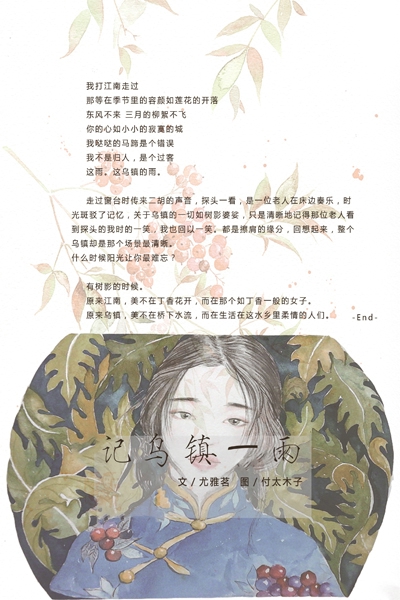 我打江南走过
那等在季节里的容颜如莲花的开落
东风不来 三月的柳絮不飞
你的心如小小的寂寞的城
我哒哒的马蹄是个错误
我不是归人，是个过客
这雨。这乌镇的雨。
走过窗台时传来二胡的声音，探头一看，是一位老人在床边奏乐，时
光斑驳了记忆，关于乌镇的一切如树影婆娑，只是清晰地记得那位老人看
到探头的我时的一笑，我也回以一笑。都是擦肩的缘分，回想起来，整个
乌镇却是那个场景最清晰。
什么时候阳光让你最难忘？
有树影的时候。
原来江南，美不在丁香花开，而在那个如丁香一般的女子。
原来乌镇，美不在桥下水流，而在生活在这水乡里柔情的人们。 -End-
记乌镇一雨
文/尤雅茗 图/付太木子